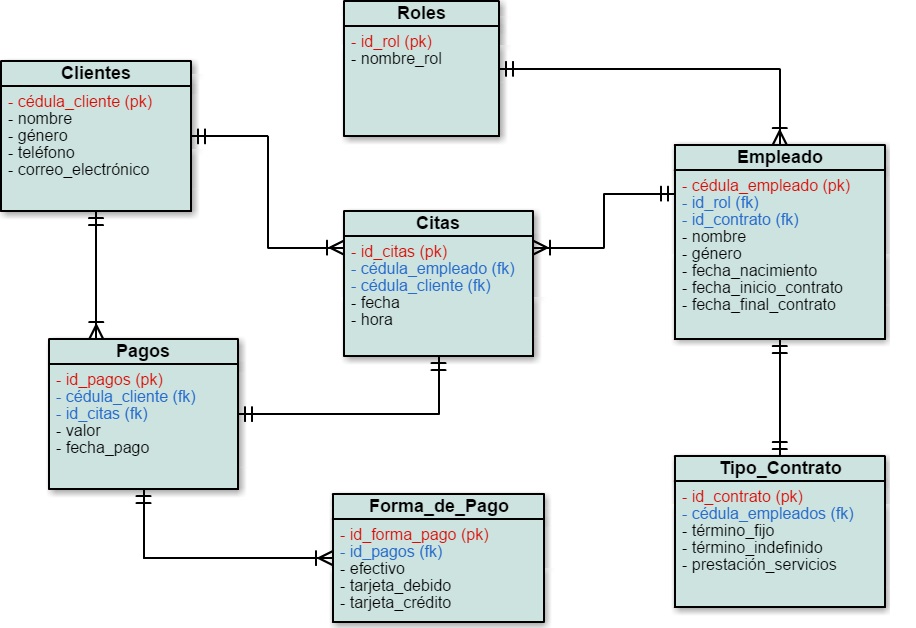 Roles
- id_rol (pk)
- nombre_rol
Clientes
- cédula_cliente (pk)
- nombre
- género
- teléfono
- correo_electrónico
Empleado
- cédula_empleado (pk)
- id_rol (fk)
- id_contrato (fk)
- nombre
- género
- fecha_nacimiento
- fecha_inicio_contrato
- fecha_final_contrato
Citas
- id_citas (pk)
- cédula_empleado (fk)
- cédula_cliente (fk)
- fecha
- hora
Pagos
- id_pagos (pk)
- cédula_cliente (fk)
- id_citas (fk)
- valor
- fecha_pago
Tipo_Contrato
- id_contrato (pk)
- cédula_empleados (fk)
- término_fijo
- término_indefinido
- prestación_servicios
Forma_de_Pago
- id_forma_pago (pk)
- id_pagos (fk)
- efectivo
- tarjeta_debido
- tarjeta_crédito